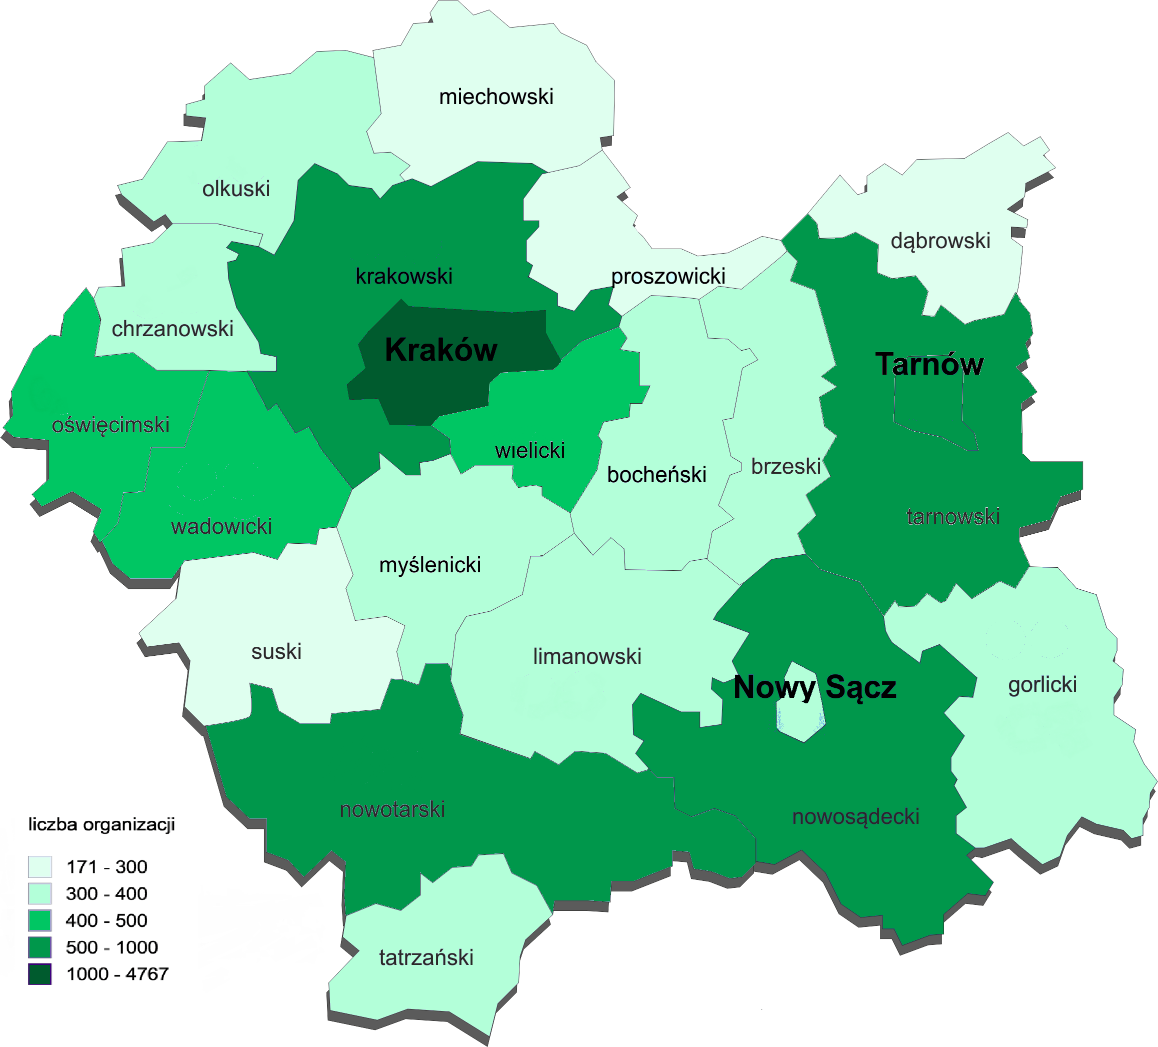 miechowski
olkuski
dąbrowski
krakowski
proszowicki
chrzanowski
Kraków
Tarnów
oświęcimski
wielicki
brzeski
bocheński
tarnowski
wadowicki
myślenicki
suski
limanowski
Nowy Sącz
gorlicki
nowotarski
nowosądecki
liczba organizacji
171 - 300
300 - 400
400 - 500
500 - 1000
1000 - 4767
tatrzański